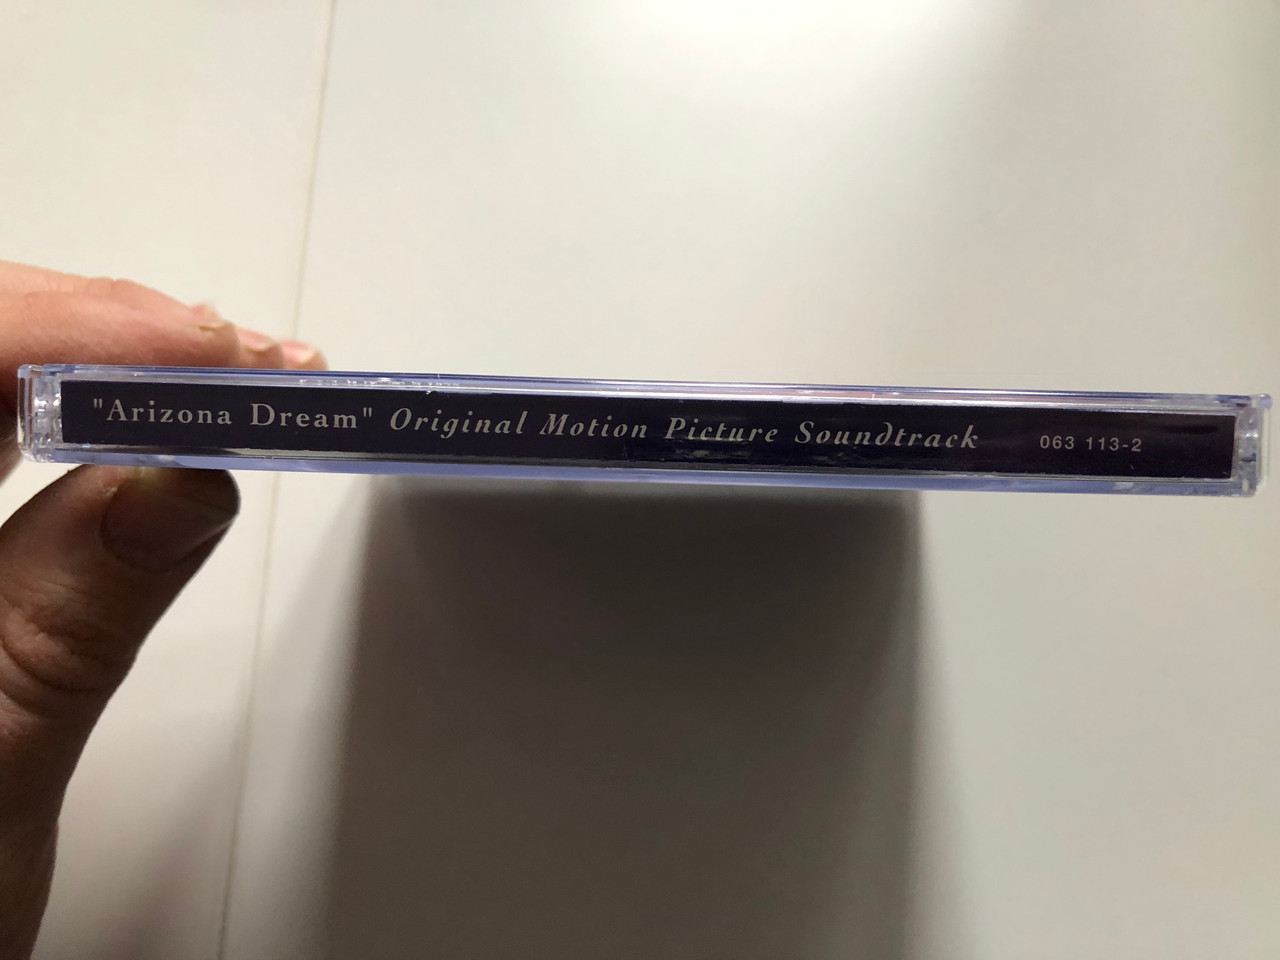 "Arizona Dream" Original Motion Picture Soundtrack 063 113-2